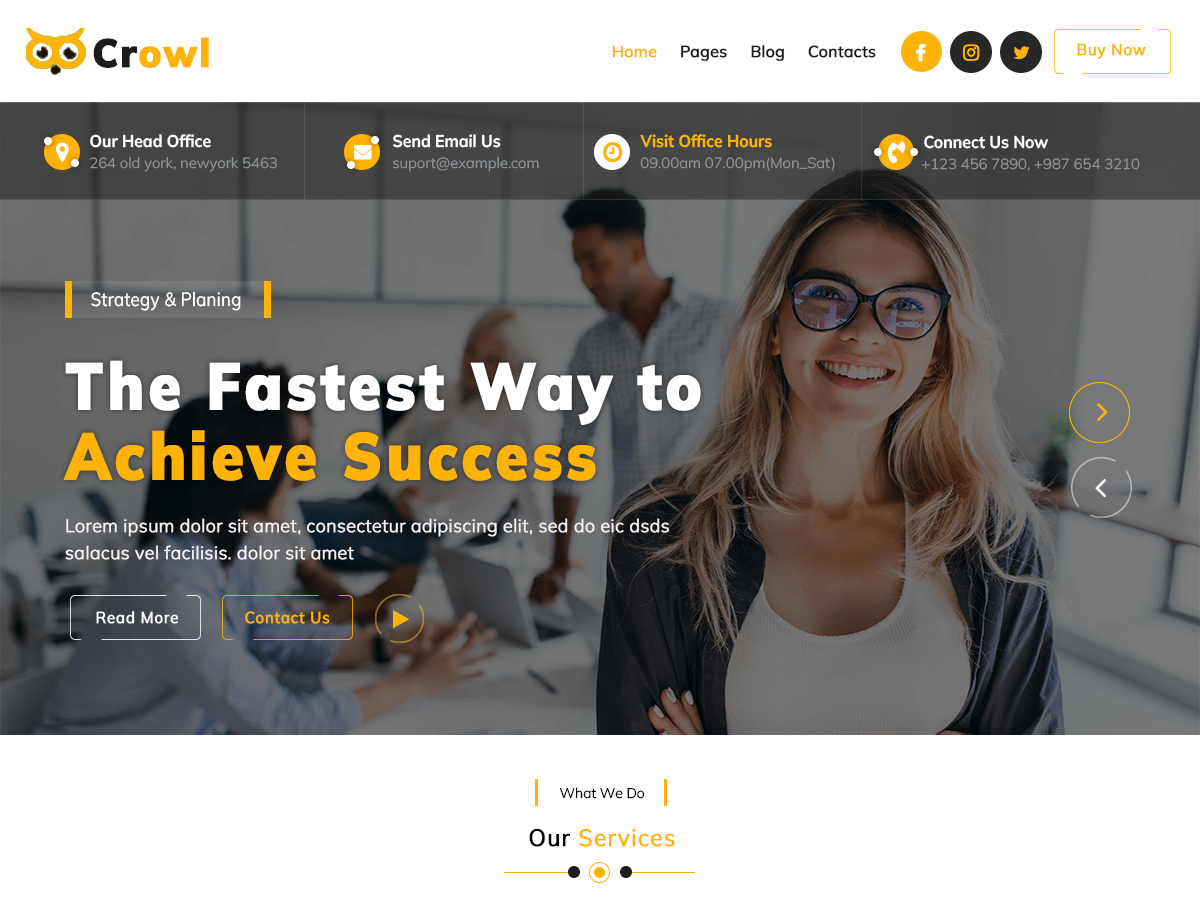 Crowl
Home Pages Blog Contacts Buy Now
Our Head Office
264 old york, newyork 5463
Send Email Us
suport@example.com
Visit Office Hours
09.00am 07.00pm(Mon_Sat)
Connect Us Now
+123 456 7890, +987 654 3210
Strategy & Planing
The Fastest Way to
Achieve Success
Lorem ipsum dolor sit amet, consectetur adipiscing elit, sed do eic dsds
salacus vel facilisis. dolor sit amet
Read More Contact Us
What We Do
Our Services